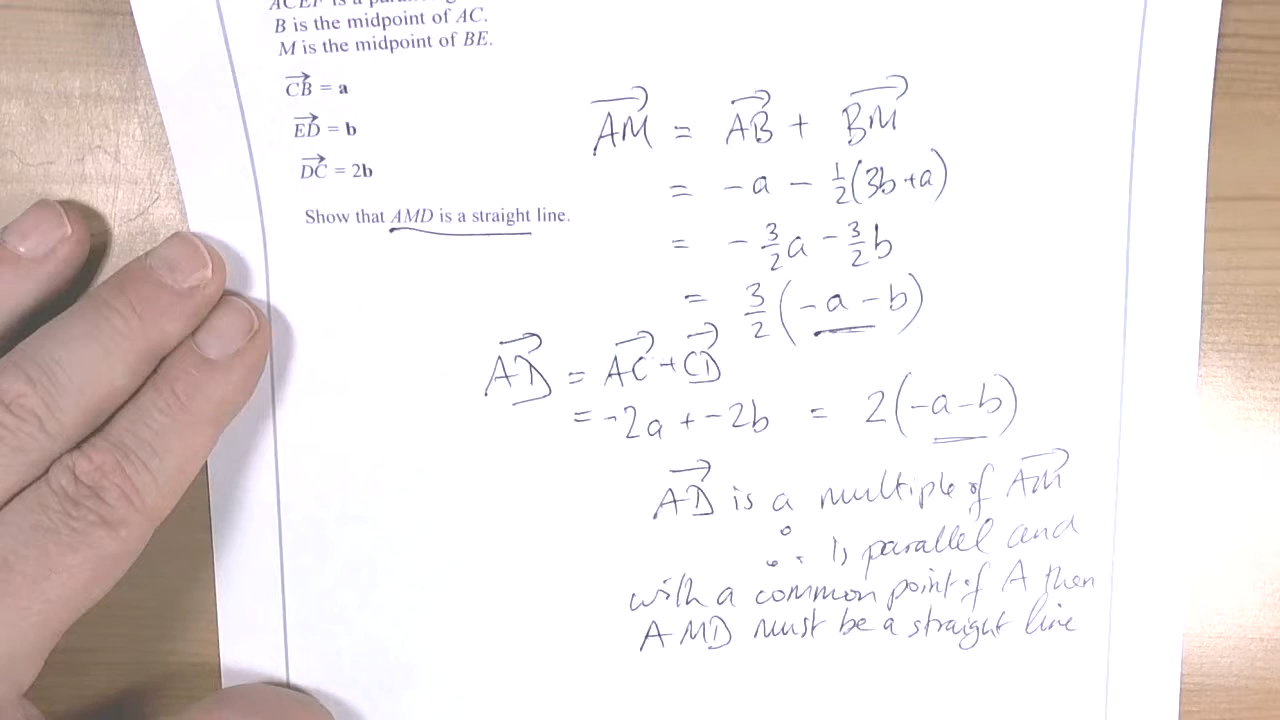 B is the midpoint of AC.
M is the midpoint of BE.
CB = a
ED = b
DC = 2b
Show that AMD is a straight line.
AM = AB + BM
= -a - ½(3b+a)
= - 3/2 a - 3/2 b
= 3/2 (-a-b)
AD = AC + CD
= -2a + -2b = 2(-a-b)
AD is a multiple of AM
∴ is parallel and
with a common point of A then
AMD must be a straight line